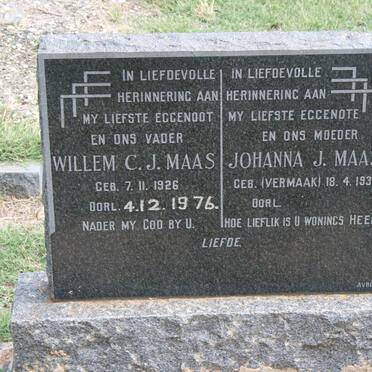 IN LIEFDEVOLLE
HERINNERING AAN
MY LIEFSTE EGGENOOT
EN ONS VADER
WILLEM C.J. MAAS
GEB. 7.11.1926
OORL. 4.12.1976.
NADER MY GOD BY U.
IN LIEFDEVOLLE
HERINNERING AAN
MY LIEFSTE EGGENOTE
EN ONS MOEDER
JOHANNA J. MAA
GEB. (VERMAAK) 18.4.193
OORL.
HOE LIEFLIK IS U WONINGS HEE
LIEFDE.